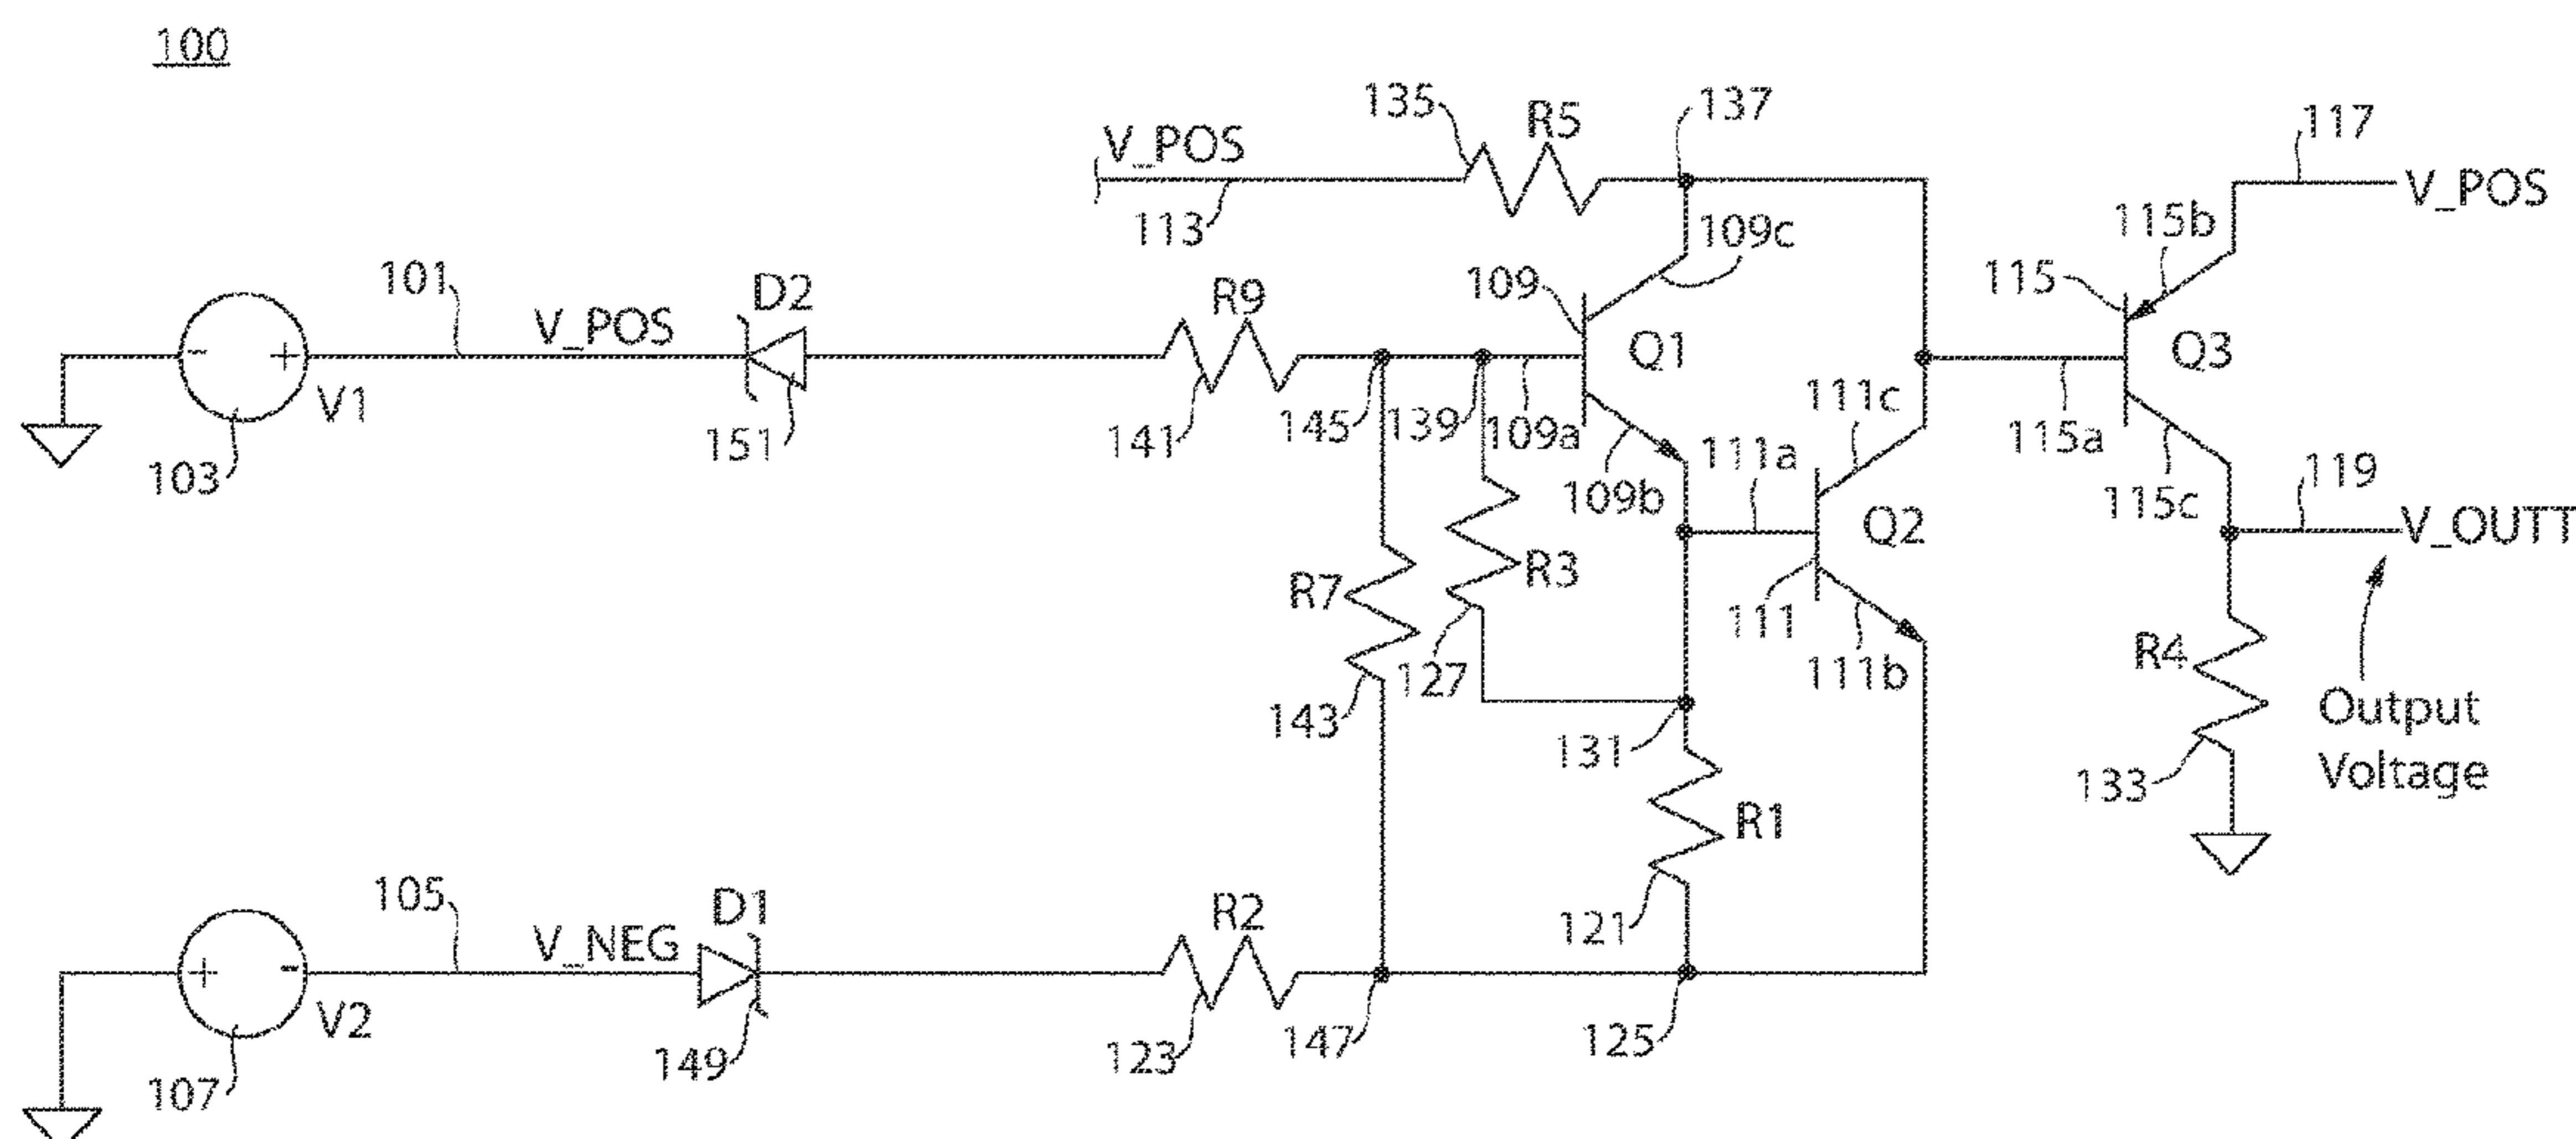 100
135
R5
137
117
V_POS
V_POS
113
109c
115b
101
V_POS
D2
R9
109
Q1
115
Q3
- +
V1
103
151
141
145
139
109a
109b
111a
111c
115a
115c
119
V_OUTT
R7
R3
Q2
127
111
111b
R4
143
131
R1
133
Output
Voltage
105
V_NEG
D1
R2
121
+ -
V2
107
149
123
147
125